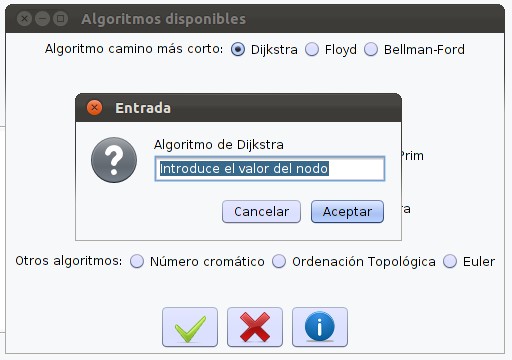 Algoritmos disponibles
Algoritmo camino más corto: Dijkstra Floyd Bellman-Ford
Entrada
Algoritmo de Dijkstra
Introduce el valor del nodo
Prim
Cancelar Aceptar
Otros algoritmos: Número cromático Ordenación Topológica Euler